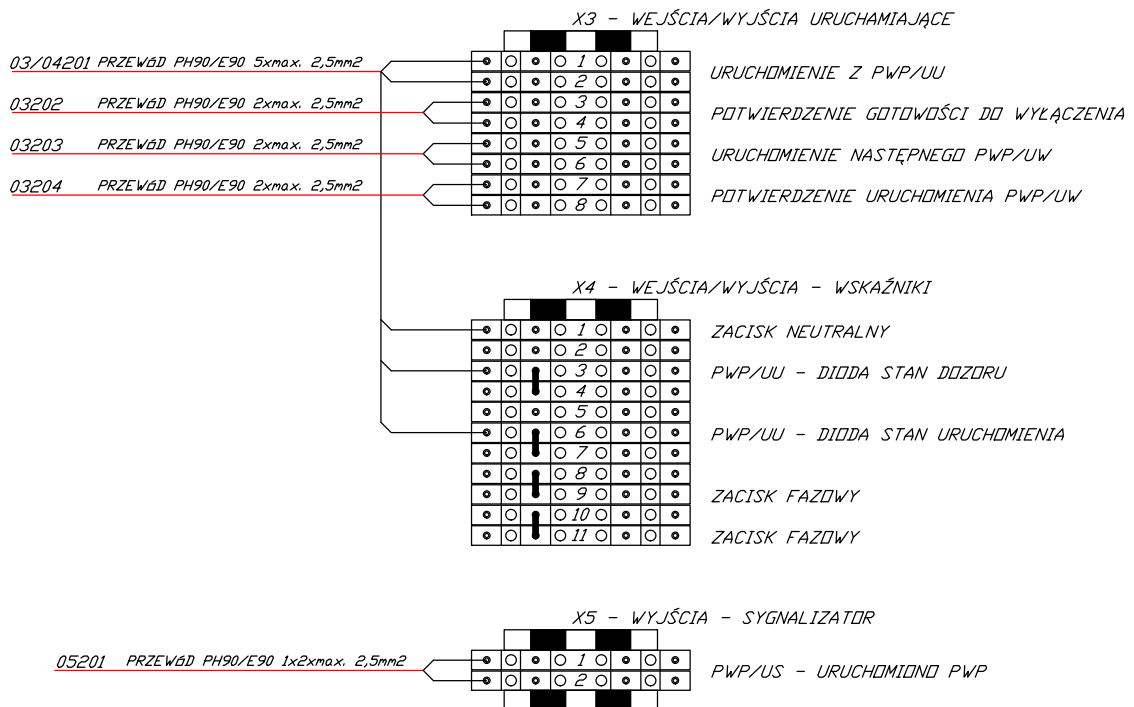 X3 - WEJŚCIA/WYJŚCIA URUCHAMIAJĄCE
03/04201 PRZEWÓD PH90/E90 5xmax. 2,5mm2
1
2
URUCHOMIENIE Z PWP/UU
03202 PRZEWÓD PH90/E90 2xmax. 2,5mm2
3
4
POTWIERDZENIE GOTOWOŚCI DO WYŁĄCZENIA
03203 PRZEWÓD PH90/E90 2xmax. 2,5mm2
5
6
URUCHOMIENIE NASTĘPNEGO PWP/UW
03204 PRZEWÓD PH90/E90 2xmax. 2,5mm2
7
8
POTWIERDZENIE URUCHOMIENIA PWP/UW
X4 - WEJŚCIA/WYJŚCIA - WSKAŹNIKI
1 ZACISK NEUTRALNY
2
3 PWP/UU - DIODA STAN DOZORU
4
5
6 PWP/UU - DIODA STAN URUCHOMIENIA
7
8
9 ZACISK FAZOWY
10
11 ZACISK FAZOWY
X5 - WYJŚCIA - SYGNALIZATOR
05201 PRZEWÓD PH90/E90 1x2xmax. 2,5mm2
1
2
PWP/US - URUCHOMIONO PWP